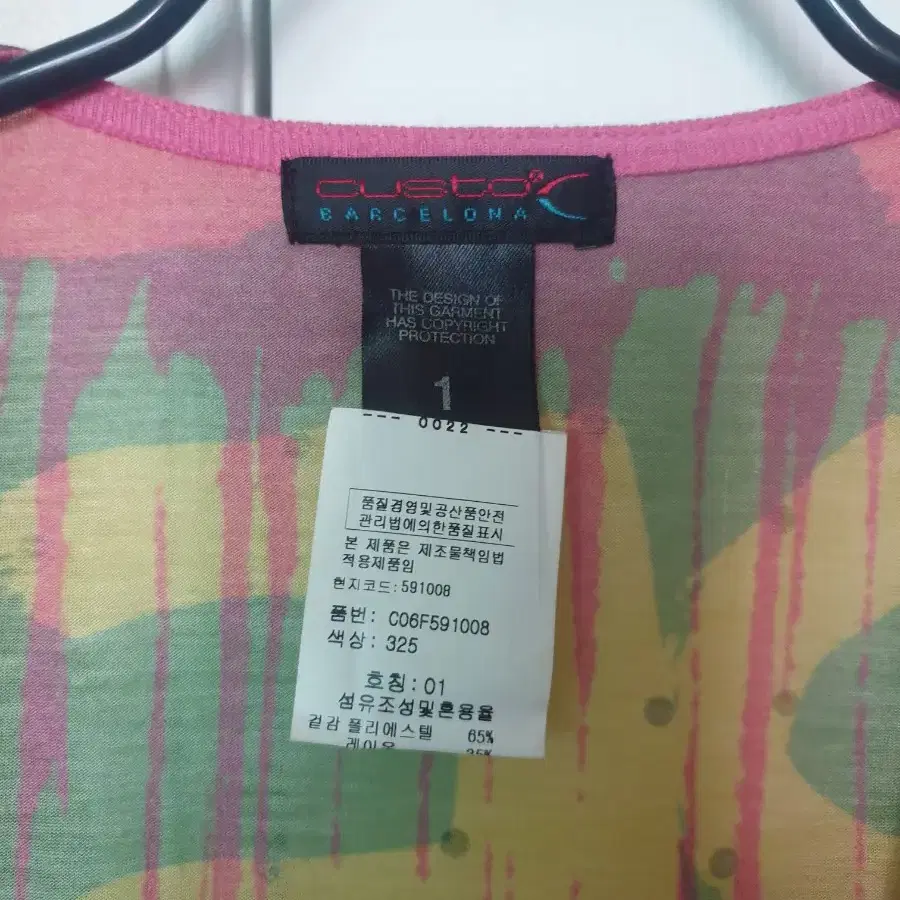 custo
BARCELONA
THE DESIGN OF
THIS GARMENT
HAS COPYRIGHT
PROTECTION
1
--- 0022 ---
품질경영및공산품안전
관리법에의한품질표시
본 제품은 제조물책임법
적용제품임
현지코드:591008
품번: C06F591008
색상: 325
호칭:01
섬유조성및혼용율
겉감 폴리에스텔 65%
레이온 35%